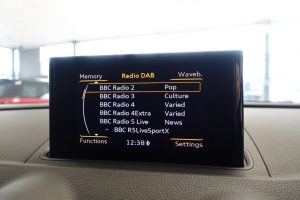 Memory Radio DAB Waveb.
BBC Radio 2 Pop
BBC Radio 3 Culture
BBC Radio 4 Varied
BBC Radio 4Extra Varied
BBC Radio 5 Live News
BBC R5LiveSportX
Functions 12:30 Settings